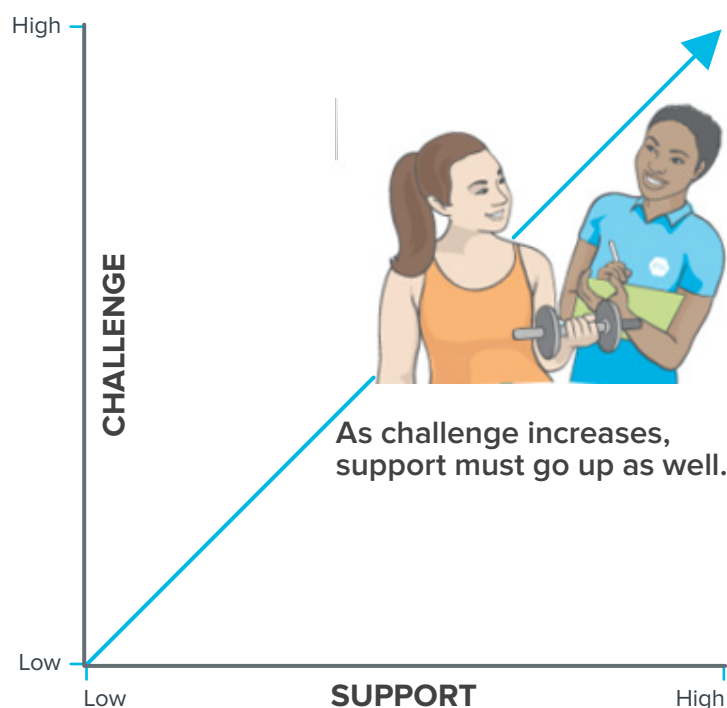 High
CHALLENGE
As challenge increases,
support must go up as well.
Low
Low
SUPPORT
High